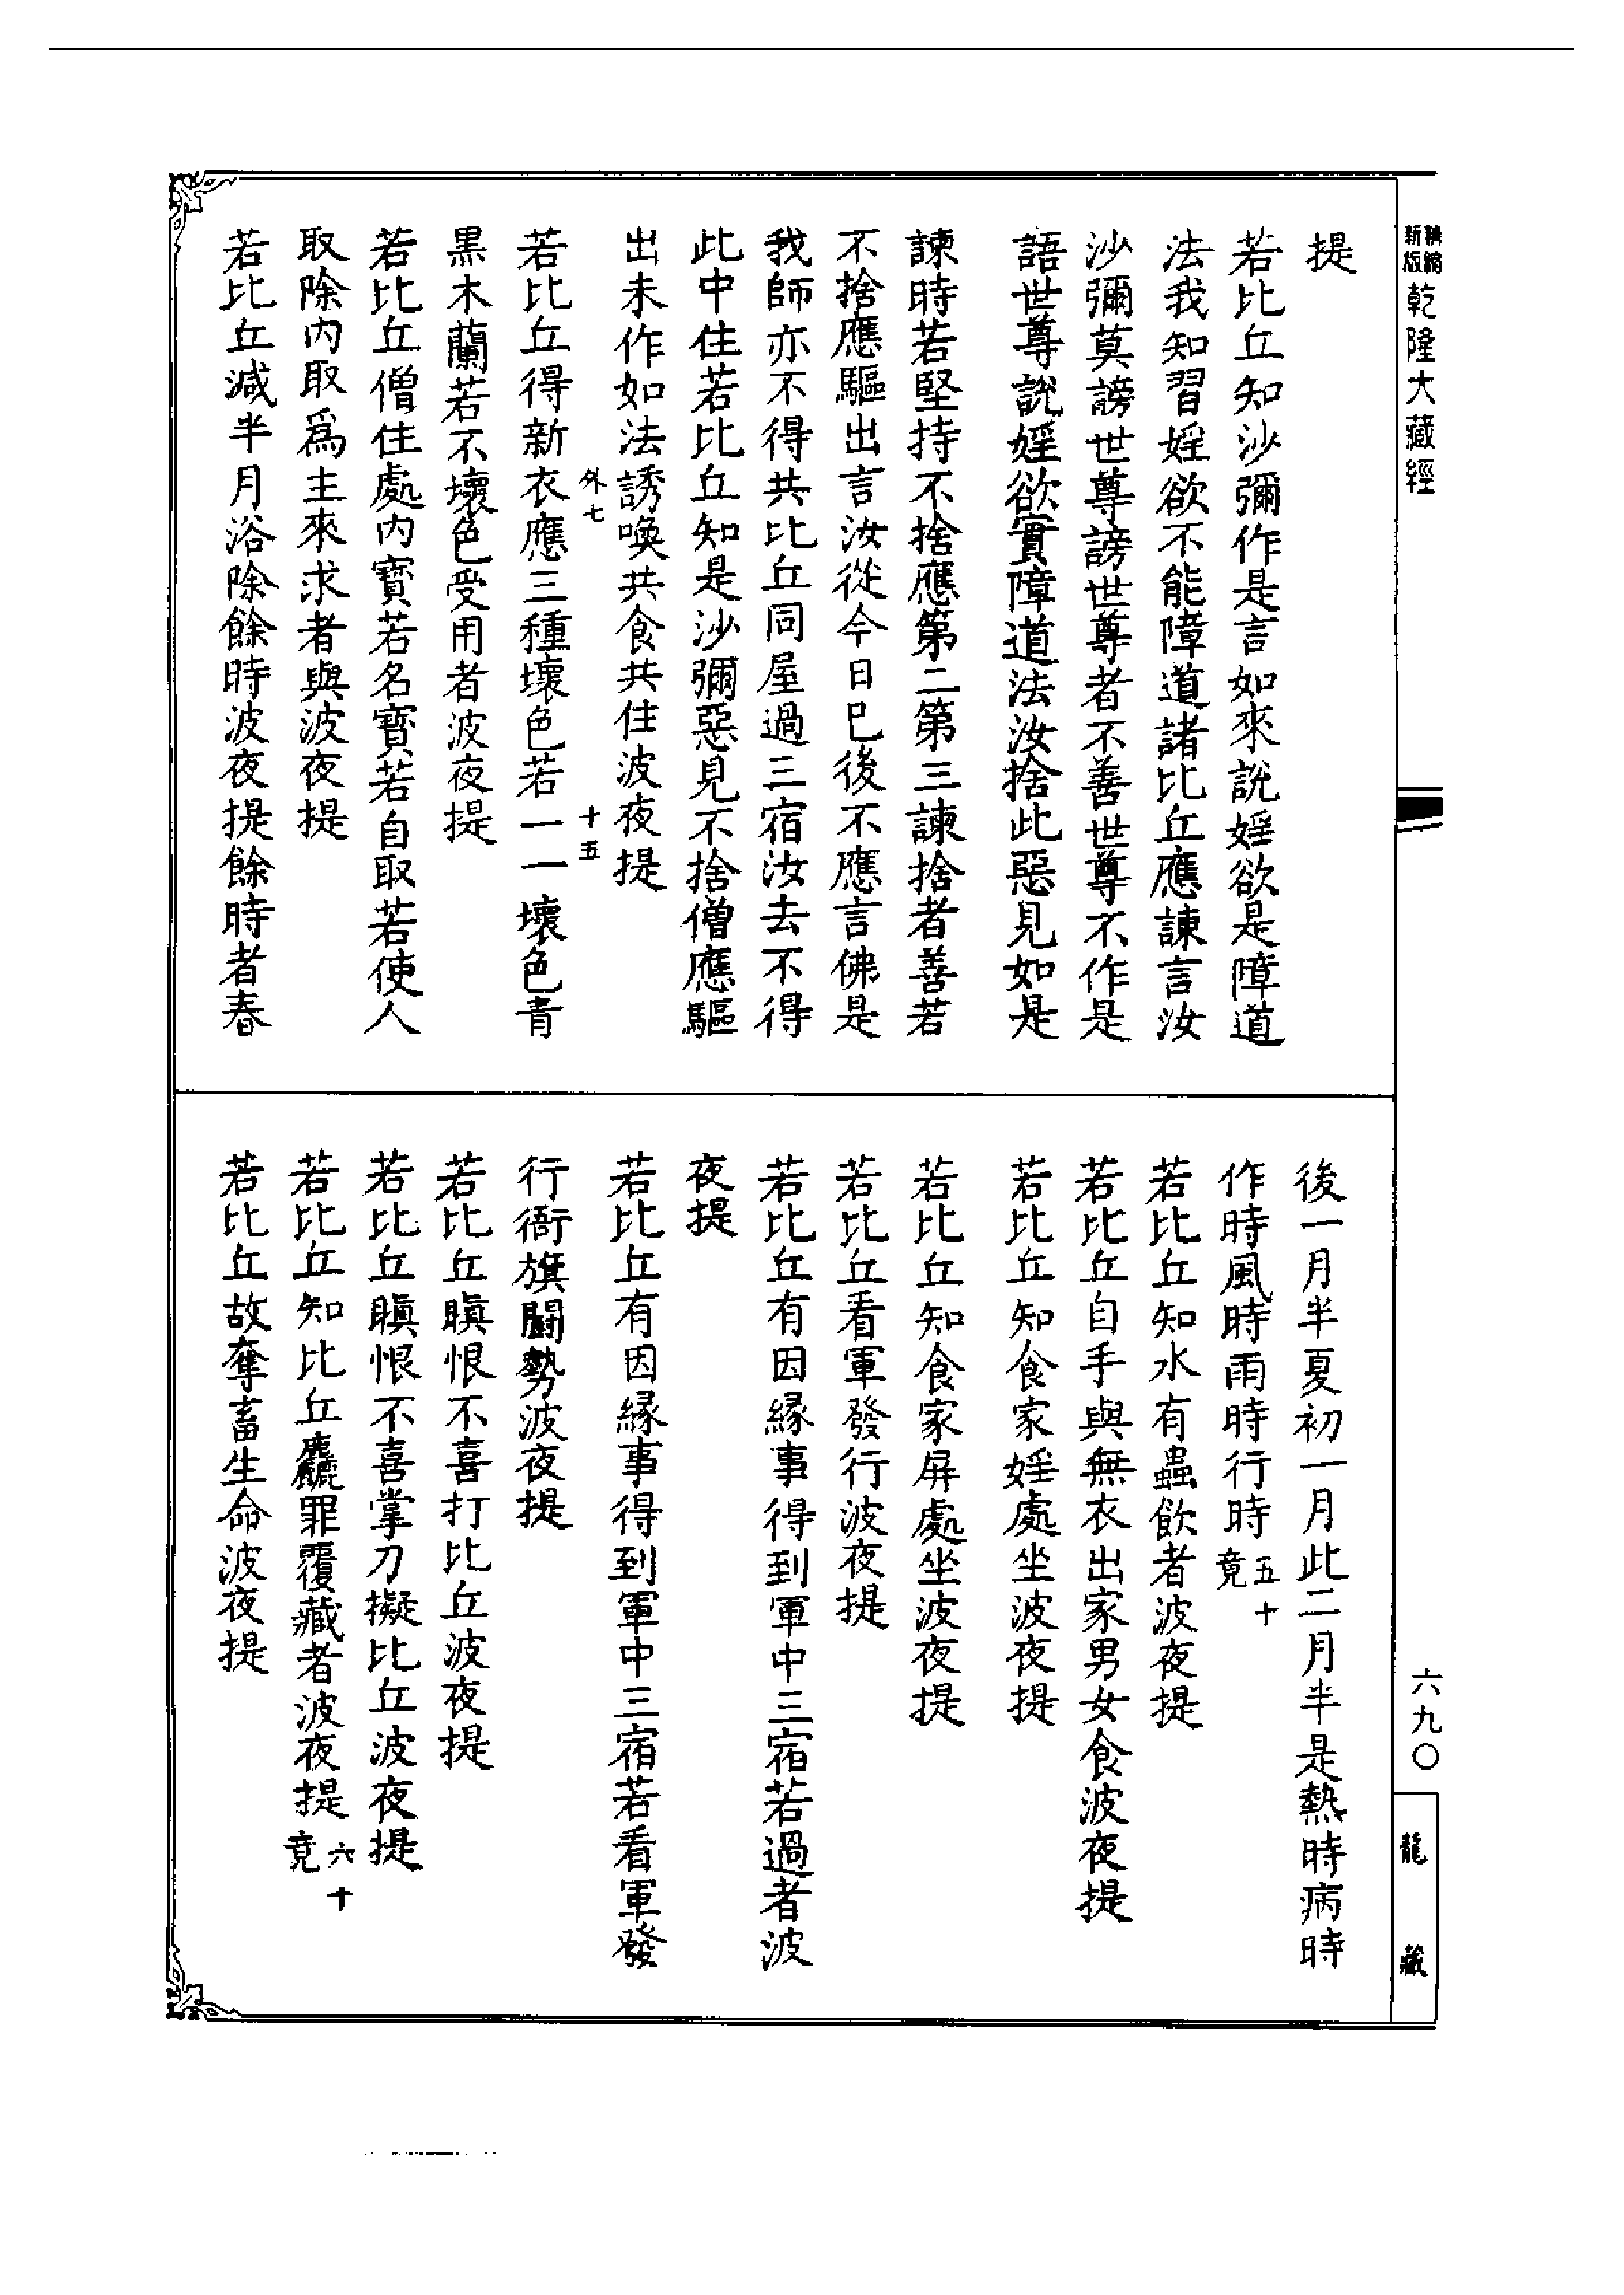 新版
精縮
乾隆大藏經
提
若比丘知沙彌作是言如來說婬欲是障道
法我知習婬欲不能障道諸比丘應諫言汝
沙彌莫謗世尊謗世尊者不善世尊不作是
語世尊說婬欲實障道法汝捨此惡見如是
諫時若堅持不捨應第二第三諫捨者善若
不捨應驅出言汝從今日已後不應言佛是
我師亦不得共比丘同屋過三宿汝去不得
此中住若比丘知是沙彌惡見不捨僧應驅
出未作如法誘喚共食共住波夜提
外七
十五
若比丘得新衣應三種壞色若一一壞色青
黑木蘭若不壞色受用者波夜提
若比丘僧住處內寶若名寶若自取若使人
取除內取為主來求者與波夜提
若比丘減半月浴除餘時波夜提餘時者春
後一月半夏初一月此二月半是熱時病時
作時風時雨時行時五十竟
若比丘知水有蟲飲者波夜提
若比丘自手與無衣出家男女食波夜提
若比丘知食家婬處坐波夜提
若比丘知食家屏處坐波夜提
若比丘看軍發行波夜提
若比丘有因緣事得到軍中三宿若過者波
夜提
若比丘有因緣事得到軍中三宿若看軍發
行衙旗鬭勢波夜提
若比丘瞋恨不喜打比丘波夜提
若比丘瞋恨不喜掌刀擬比丘波夜提
若比丘知比丘麤罪覆藏者波夜提六十竟
若比丘故奪畜生命波夜提
六九〇
龍藏